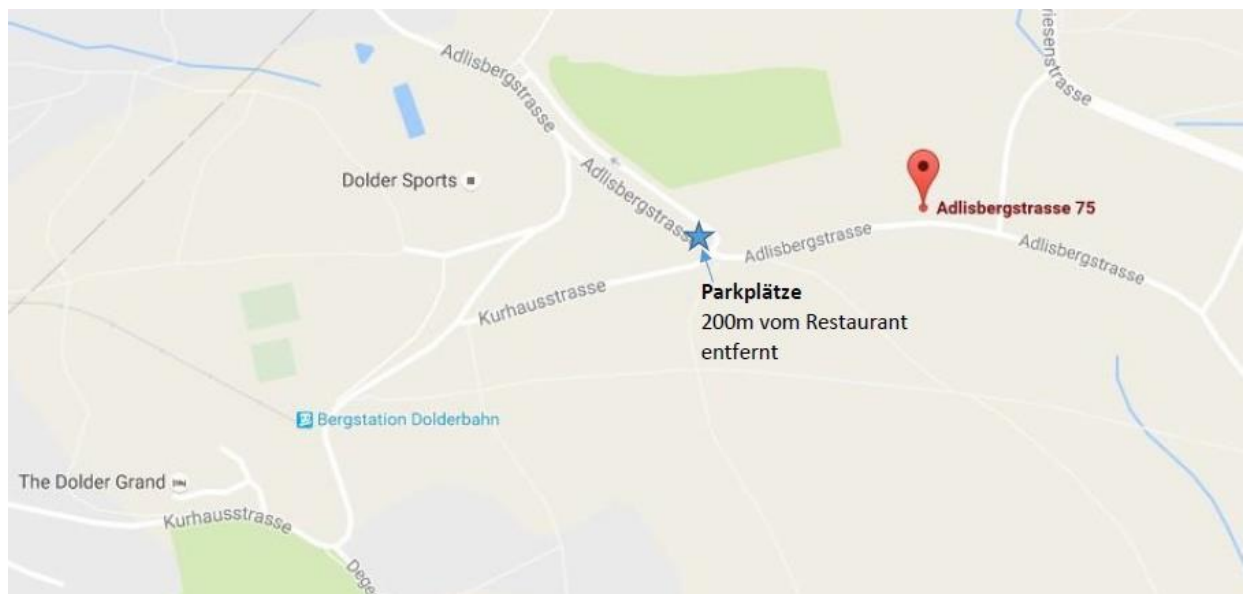 Adlisbergstrasse
riesenstrasse
Dolder Sports
Adlisbergstrasse
Adlisbergstrasse 75
Adlisbergstrasse
Adlisbergstrasse
Parkplätze
200m vom Restaurant
entfernt
Kurhausstrasse
Bergstation Dolderbahn
The Dolder Grand
Kurhausstrasse
Dege